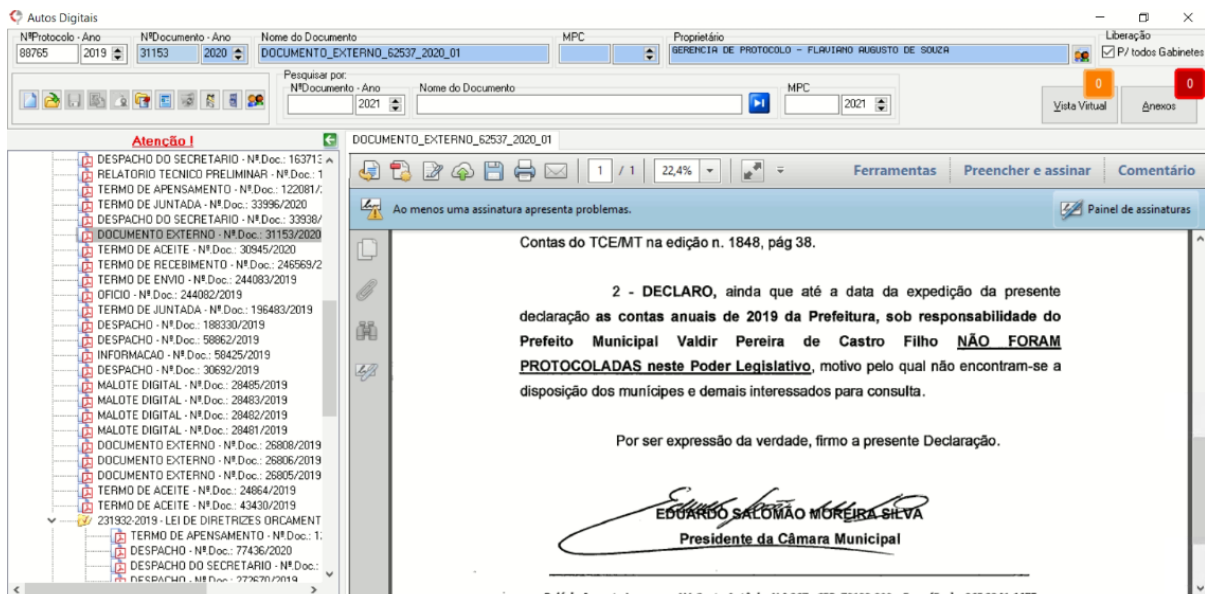 Autos Digitais
NºProtocolo - Ano
NºDocumento - Ano
Nome do Documento
MPC
Proprietário
Liberação
88765
2019
31153
2020
DOCUMENTO_EXTERNO_62537_2020_01
GERENCIA DE PROTOCOLO - FLAVIANO AUGUSTO DE SOUZA
P/ todos Gabinetes
Pesquisar por:
NºDocumento - Ano
Nome do Documento
MPC
2021
2021
0
Vista Virtual
0
Anexos
Atenção !
DESPACHO DO SECRETARIO - Nº.Doc.: 163713
RELATORIO TECNICO PRELIMINAR - Nº.Doc.: 1
TERMO DE APENSAMENTO - Nº.Doc.: 122081/
TERMO DE JUNTADA - Nº.Doc.: 33996/2020
DESPACHO DO SECRETARIO - Nº.Doc.: 33938/
DOCUMENTO EXTERNO - Nº.Doc.: 31153/2020
TERMO DE ACEITE - Nº.Doc.: 30945/2020
TERMO DE RECEBIMENTO - Nº.Doc.: 246569/2
TERMO DE ENVIO - Nº.Doc.: 244083/2019
OFICIO - Nº.Doc.: 244082/2019
TERMO DE JUNTADA - Nº.Doc.: 196483/2019
DESPACHO - Nº.Doc.: 188330/2019
DESPACHO - Nº.Doc.: 58862/2019
INFORMACAO - Nº.Doc.: 58425/2019
DESPACHO - Nº.Doc.: 30692/2019
MALOTE DIGITAL - Nº.Doc.: 28485/2019
MALOTE DIGITAL - Nº.Doc.: 28483/2019
MALOTE DIGITAL - Nº.Doc.: 28482/2019
MALOTE DIGITAL - Nº.Doc.: 28481/2019
DOCUMENTO EXTERNO - Nº.Doc.: 26808/2019
DOCUMENTO EXTERNO - Nº.Doc.: 26806/2019
DOCUMENTO EXTERNO - Nº.Doc.: 26805/2019
TERMO DE ACEITE - Nº.Doc.: 24864/2019
TERMO DE ACEITE - Nº.Doc.: 43430/2019
231932-2019 - LEI DE DIRETRIZES ORCAMENT
TERMO DE APENSAMENTO - Nº.Doc.: 1
DESPACHO - Nº.Doc.: 77436/2020
DESPACHO DO SECRETARIO - Nº.Doc.:
DESPACHO - Nº.Doc.: 272670/2019
DOCUMENTO_EXTERNO_62537_2020_01
1 / 1
22,4%
Ferramentas
Preencher e assinar
Comentário
Ao menos uma assinatura apresenta problemas.
Painel de assinaturas
Contas do TCE/MT na edição n. 1848, pág 38.
2 - DECLARO, ainda que até a data da expedição da presente
declaração as contas anuais de 2019 da Prefeitura, sob responsabilidade do
Prefeito Municipal Valdir Pereira de Castro Filho NÃO FORAM
PROTOCOLADAS neste Poder Legislativo, motivo pelo qual não encontram-se a
disposição dos munícipes e demais interessados para consulta.
Por ser expressão da verdade, firmo a presente Declaração.
EDUARDO SALOMÃO MOREIRA SILVA
Presidente da Câmara Municipal